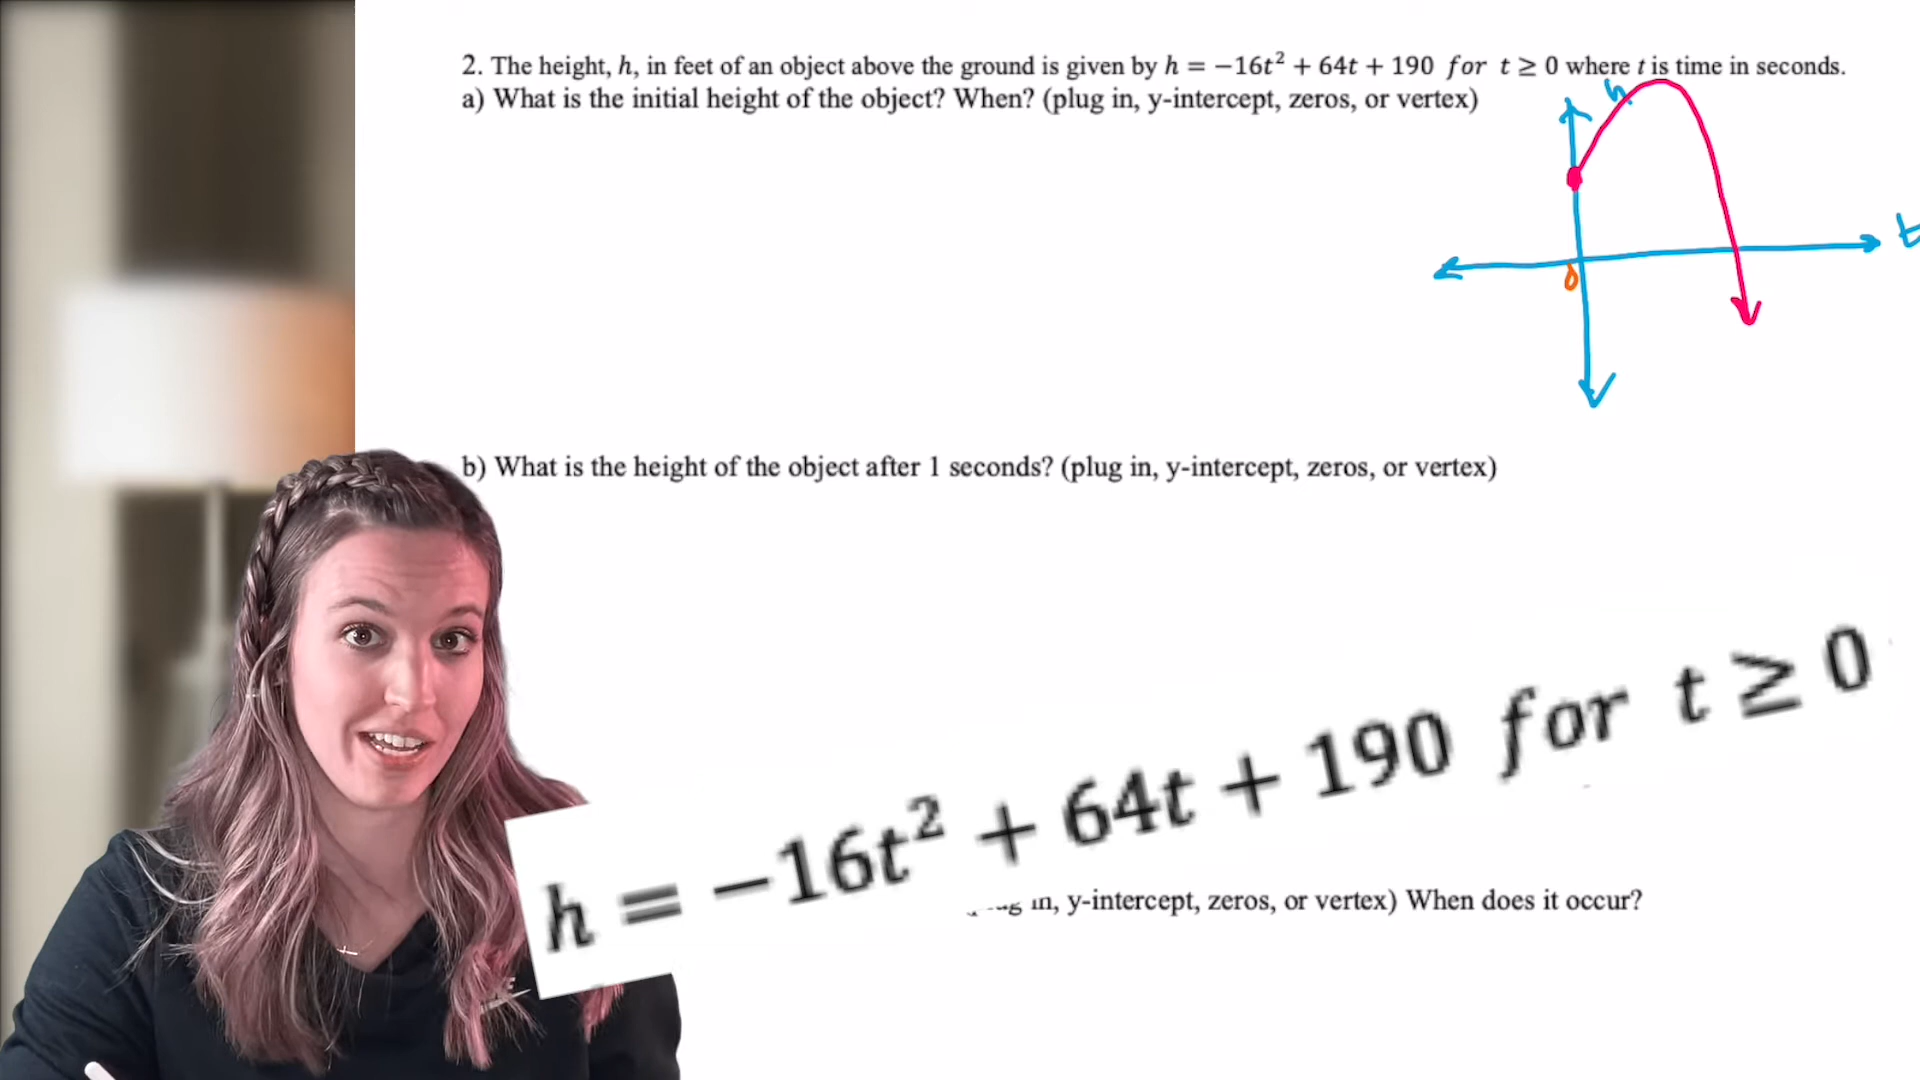 2. The height, h, in feet of an object above the ground is given by h = −16t² + 64t + 190 for t ≥ 0 where t is time in seconds.
a) What is the initial height of the object? When? (plug in, y-intercept, zeros, or vertex)
h
t
0
b) What is the height of the object after 1 seconds? (plug in, y-intercept, zeros, or vertex)
h = −16t² + 64t + 190 for t ≥ 0
in, y-intercept, zeros, or vertex) When does it occur?